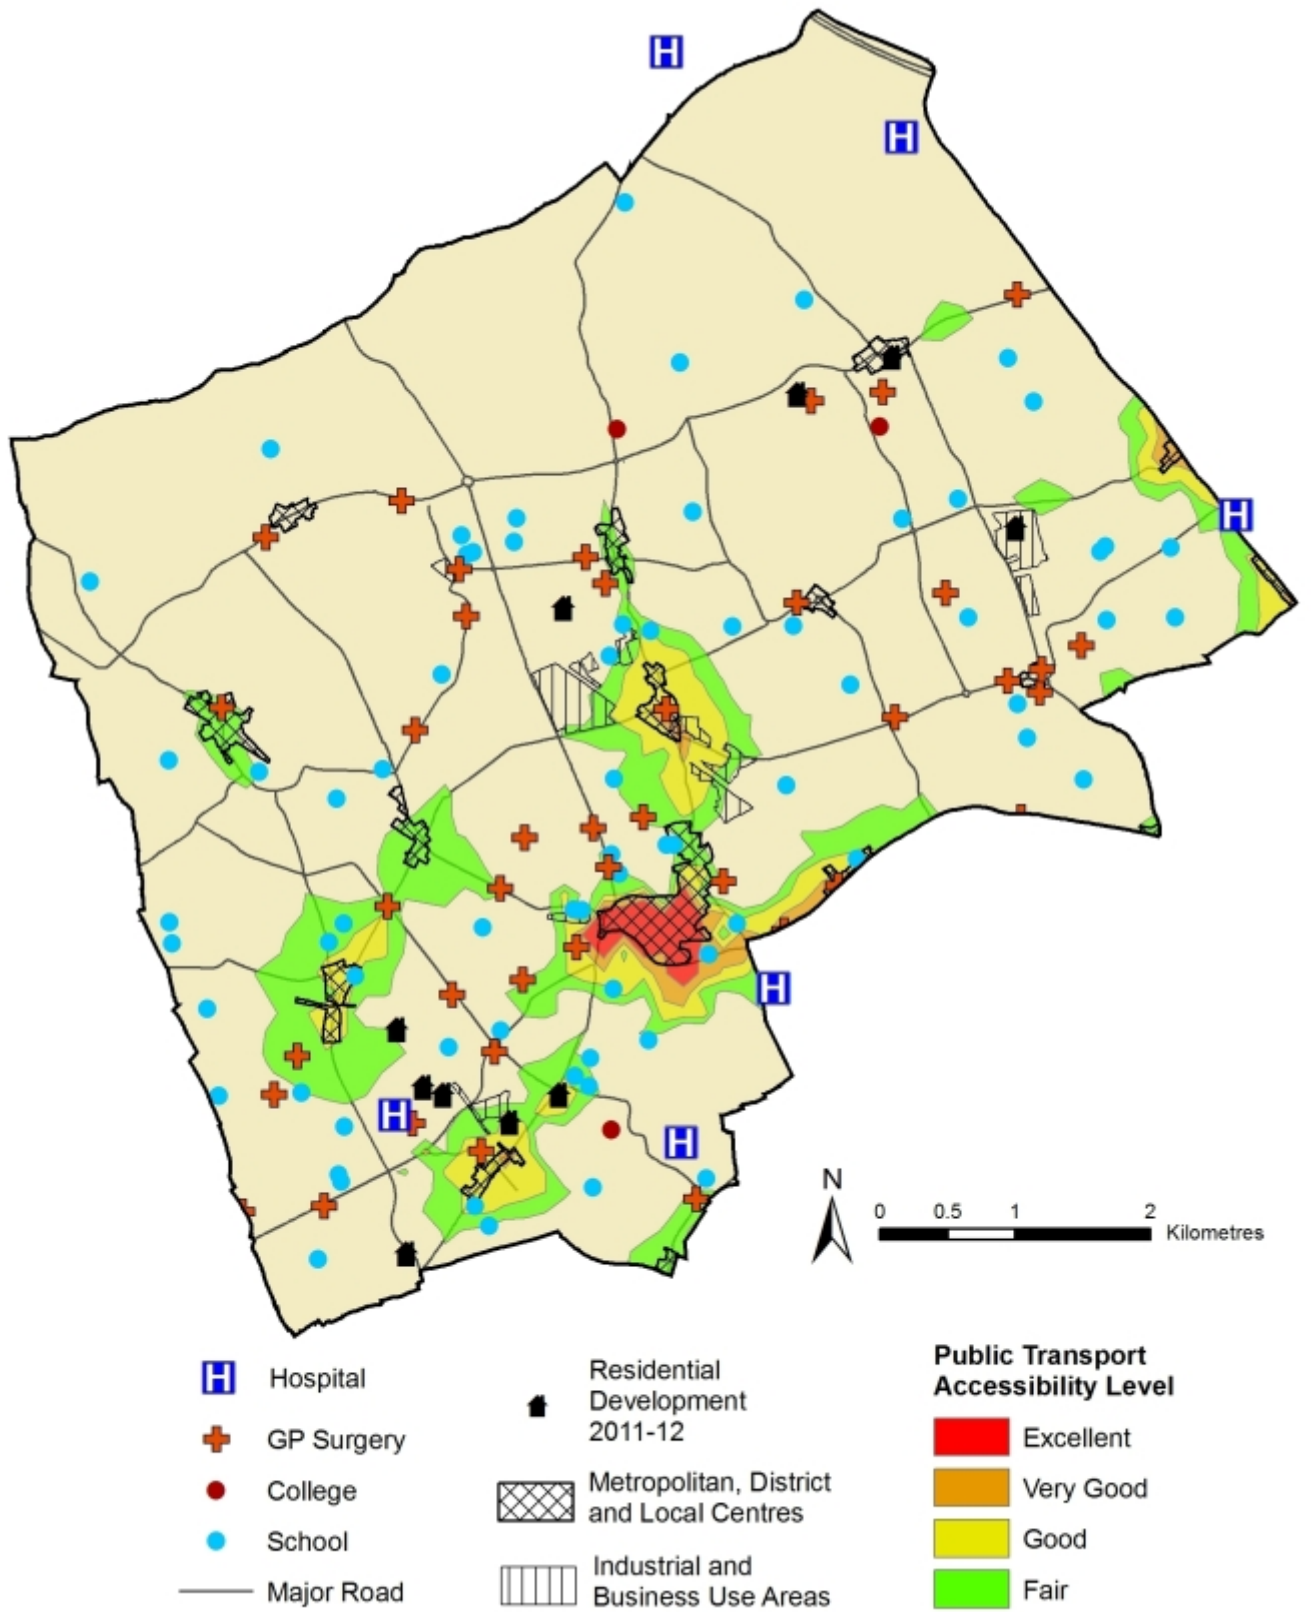 H
H
H
H
H
H
N
0 0.5 1 2
Kilometres
H Hospital
GP Surgery
College
School
Major Road
Residential
Development
2011-12
Metropolitan, District
and Local Centres
Industrial and
Business Use Areas
Public Transport
Accessibility Level
Excellent
Very Good
Good
Fair